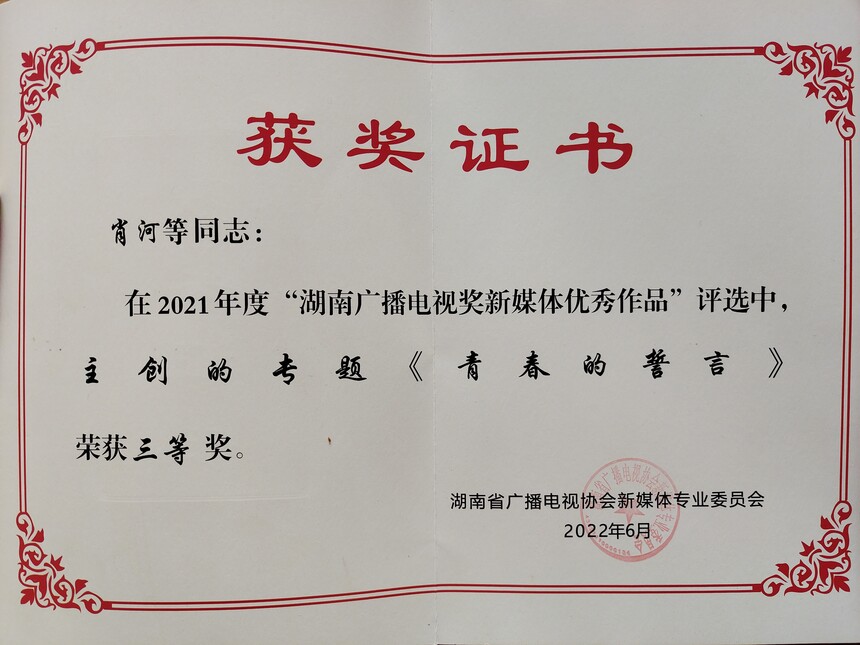 获奖证书
肖河等同志：
在2021年度“湖南广播电视奖新媒体优秀作品”评选中，
主创的专题《青春的誓言》
荣获三等奖。
湖南省广播电视协会新媒体专业委员会
2022年6月